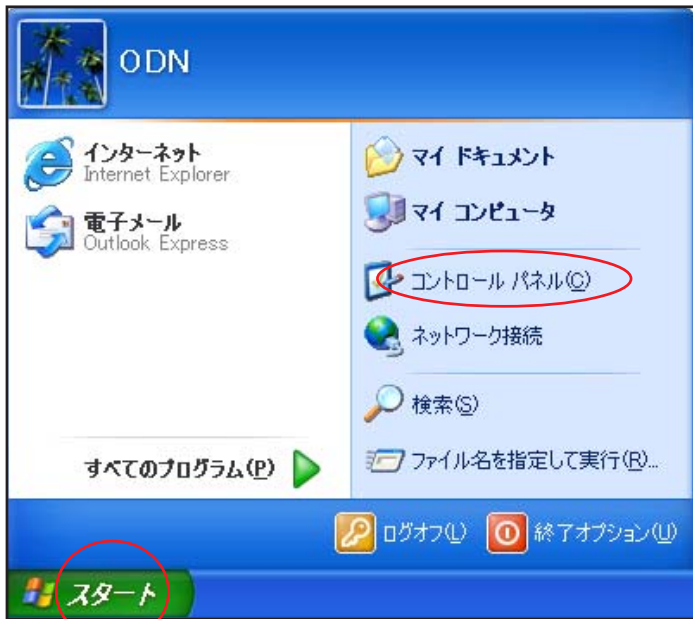 ODN
インターネット
Internet Explorer
電子メール
Outlook Express
すべてのプログラム(P)
マイ ドキュメント
マイ コンピュータ
コントロール パネル(C)
ネットワーク接続
検索(S)
ファイル名を指定して実行(R)...
ログオフ(L)
終了オプション(U)
スタート